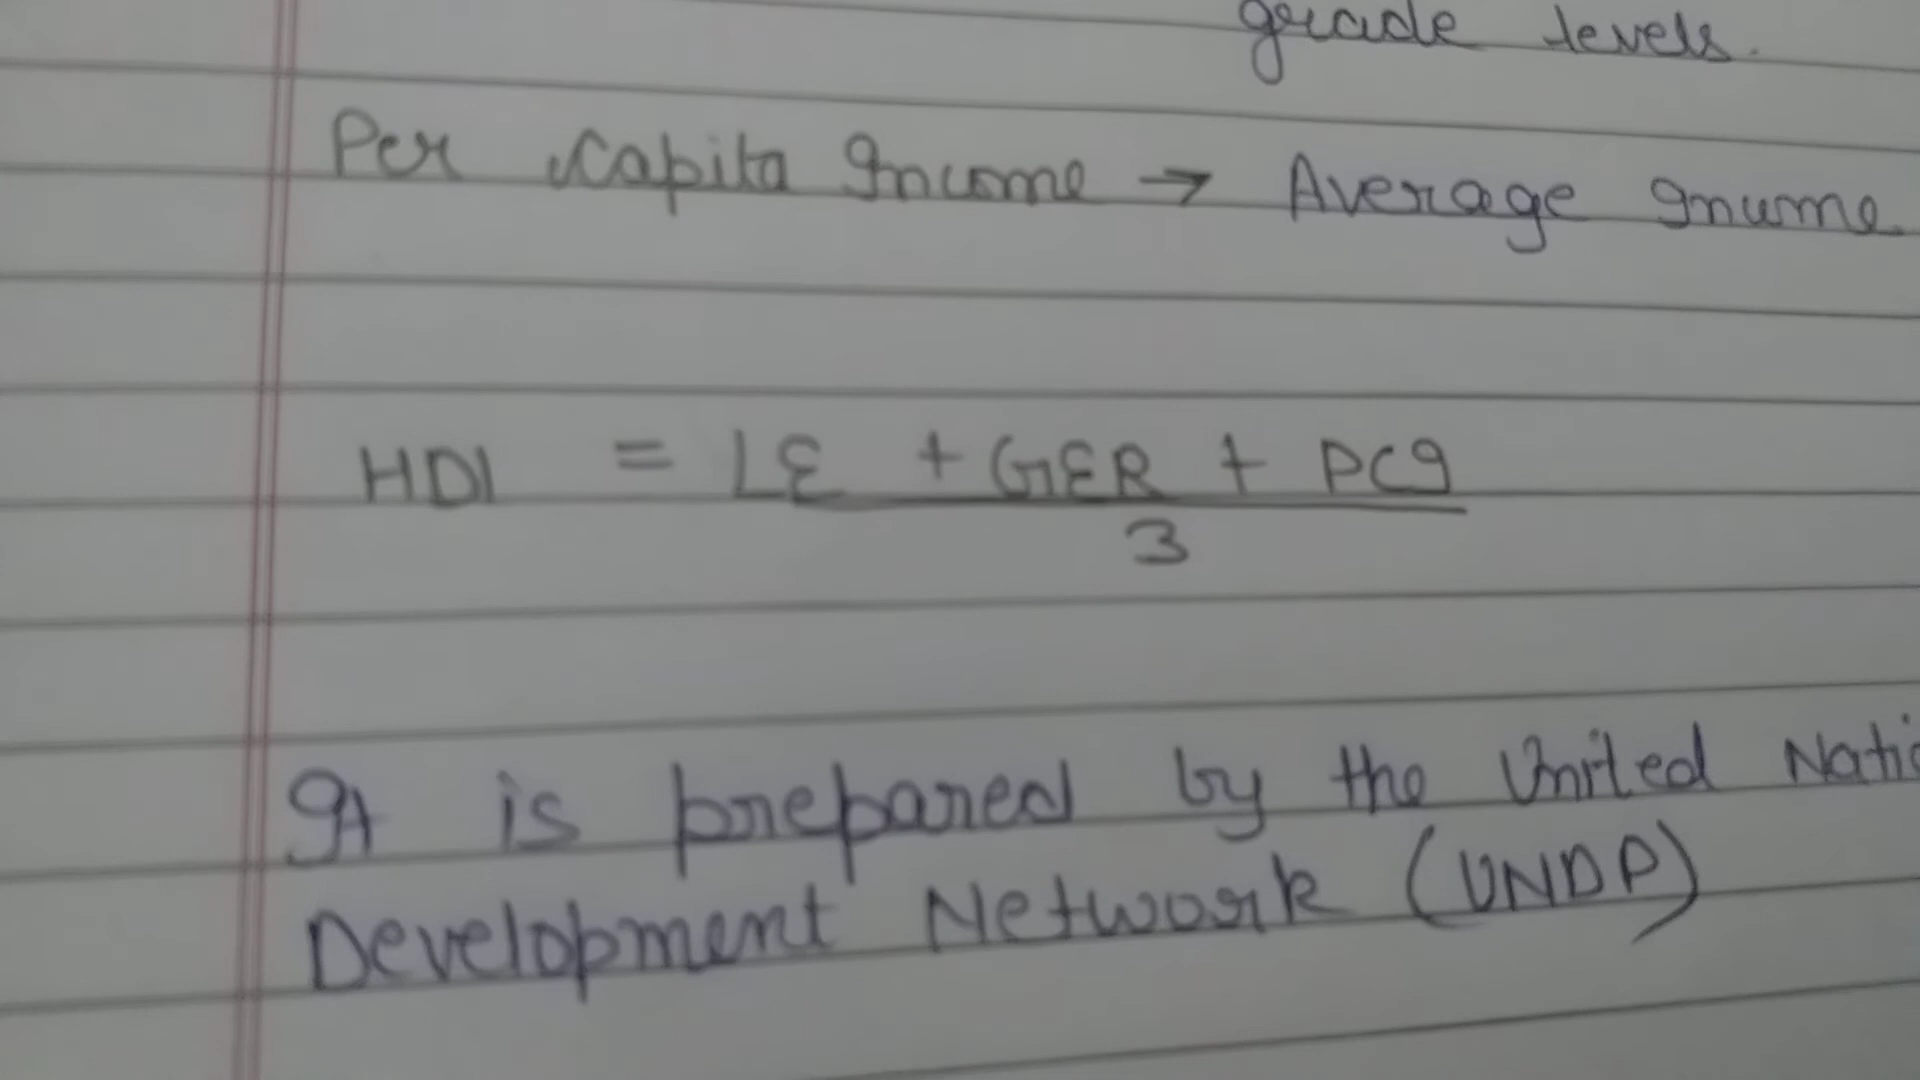 grade levels.
Per capita Income → Average Income
HDI = LE + GER + PCI
3
It is prepared by the United Natio
Development Network (UNDP)